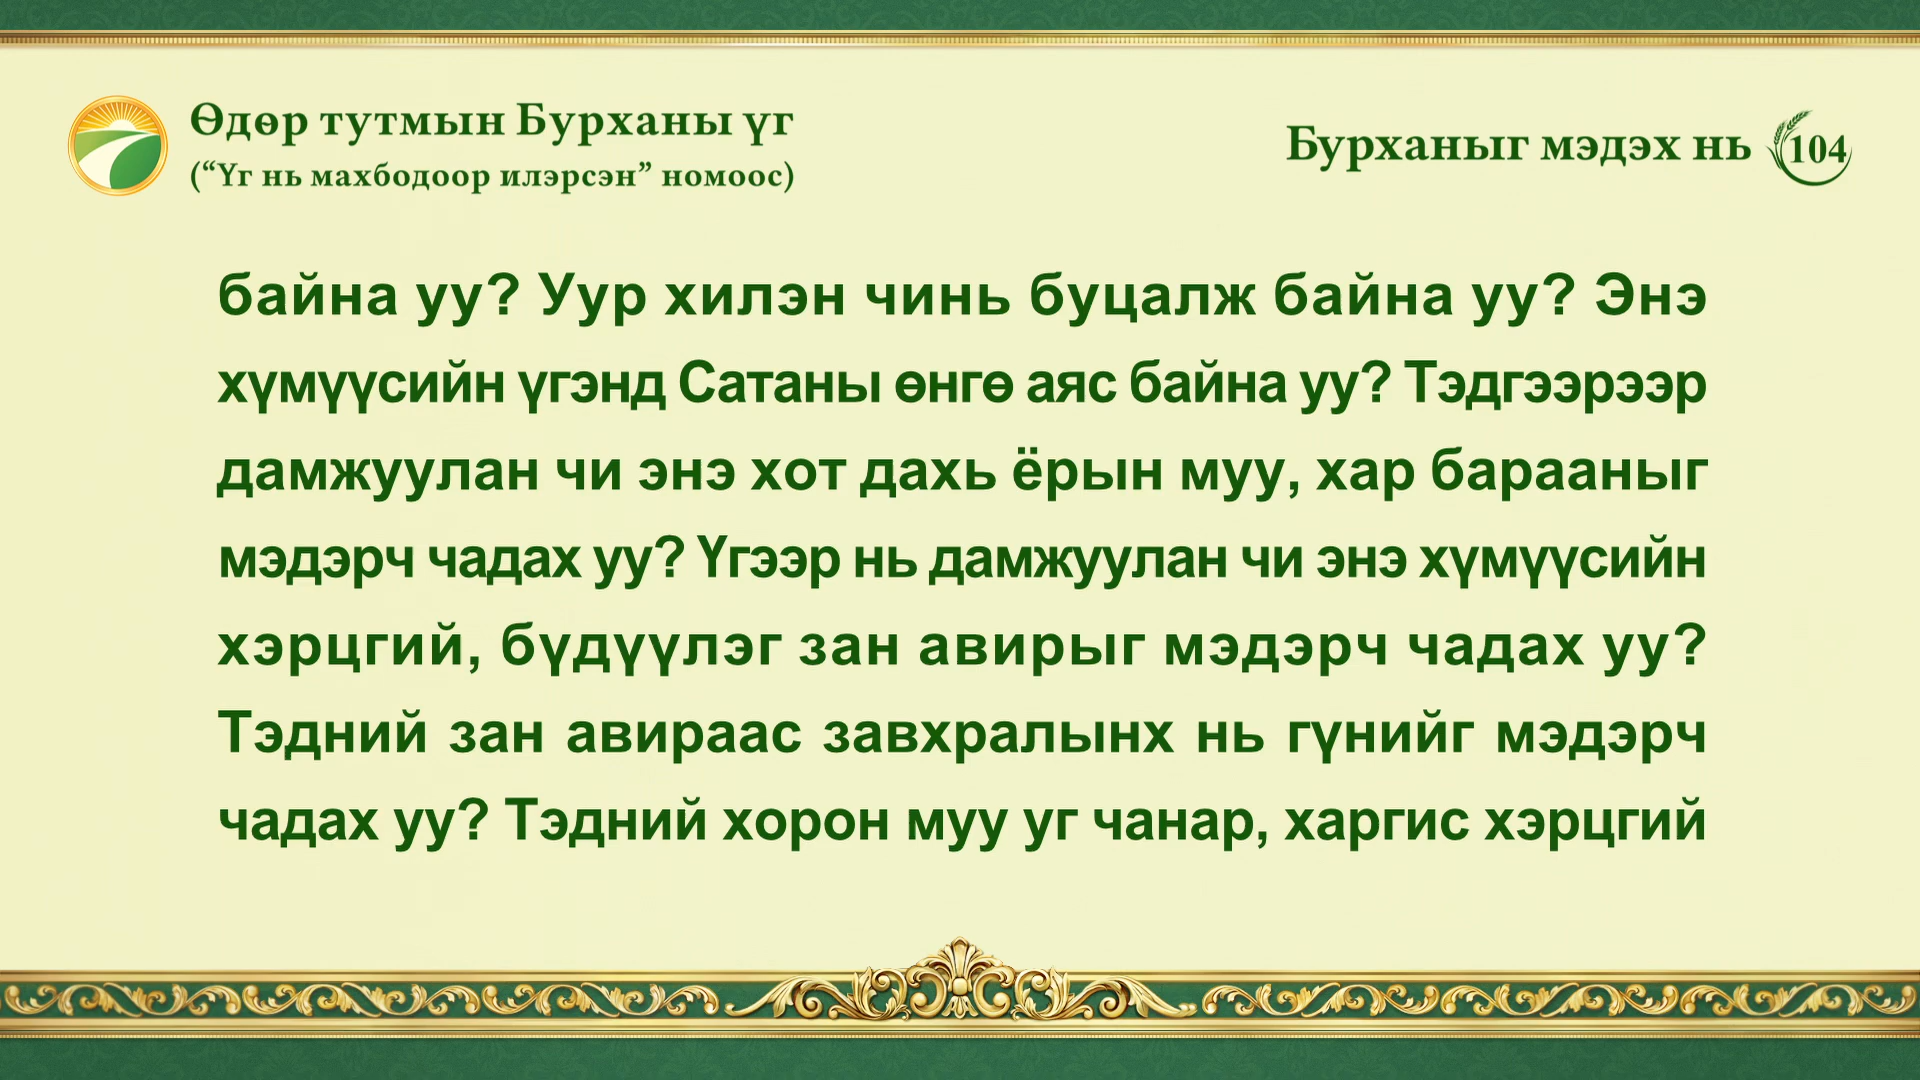 Өдөр тутмын Бурханы үг
(“Үг нь махбодоор илэрсэн” номоос)
Бурханыг мэдэх нь 104
байна уу? Уур хилэн чинь буцалж байна уу? Энэ
хүмүүсийн үгэнд Сатаны өнгө аяс байна уу? Тэдгээрээр
дамжуулан чи энэ хот дахь ёрын муу, хар барааныг
мэдэрч чадах уу? Үгээр нь дамжуулан чи энэ хүмүүсийн
хэрцгий, бүдүүлэг зан авирыг мэдэрч чадах уу?
Тэдний зан авираас завхралынх нь гүнийг мэдэрч
чадах уу? Тэдний хорон муу уг чанар, харгис хэрцгий